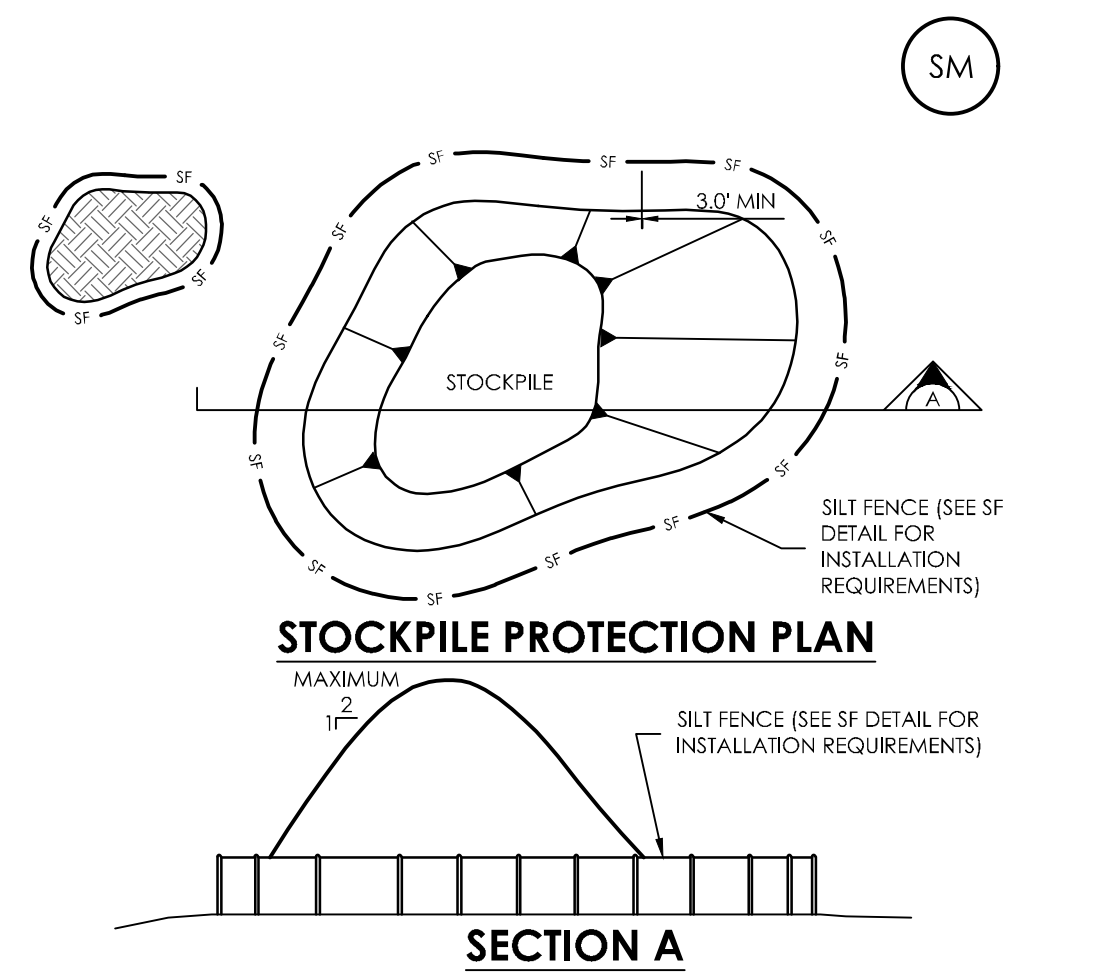 SM
SF
SF
SF
SF
SF
SF
SF
SF
3.0' MIN
SF
SF
SF
SF
SF
STOCKPILE
A
SF
SF
SF
SF
SF
SF
SILT FENCE (SEE SF
DETAIL FOR
INSTALLATION
REQUIREMENTS)
STOCKPILE PROTECTION PLAN
MAXIMUM
2
1
SILT FENCE (SEE SF DETAIL FOR
INSTALLATION REQUIREMENTS)
SECTION A